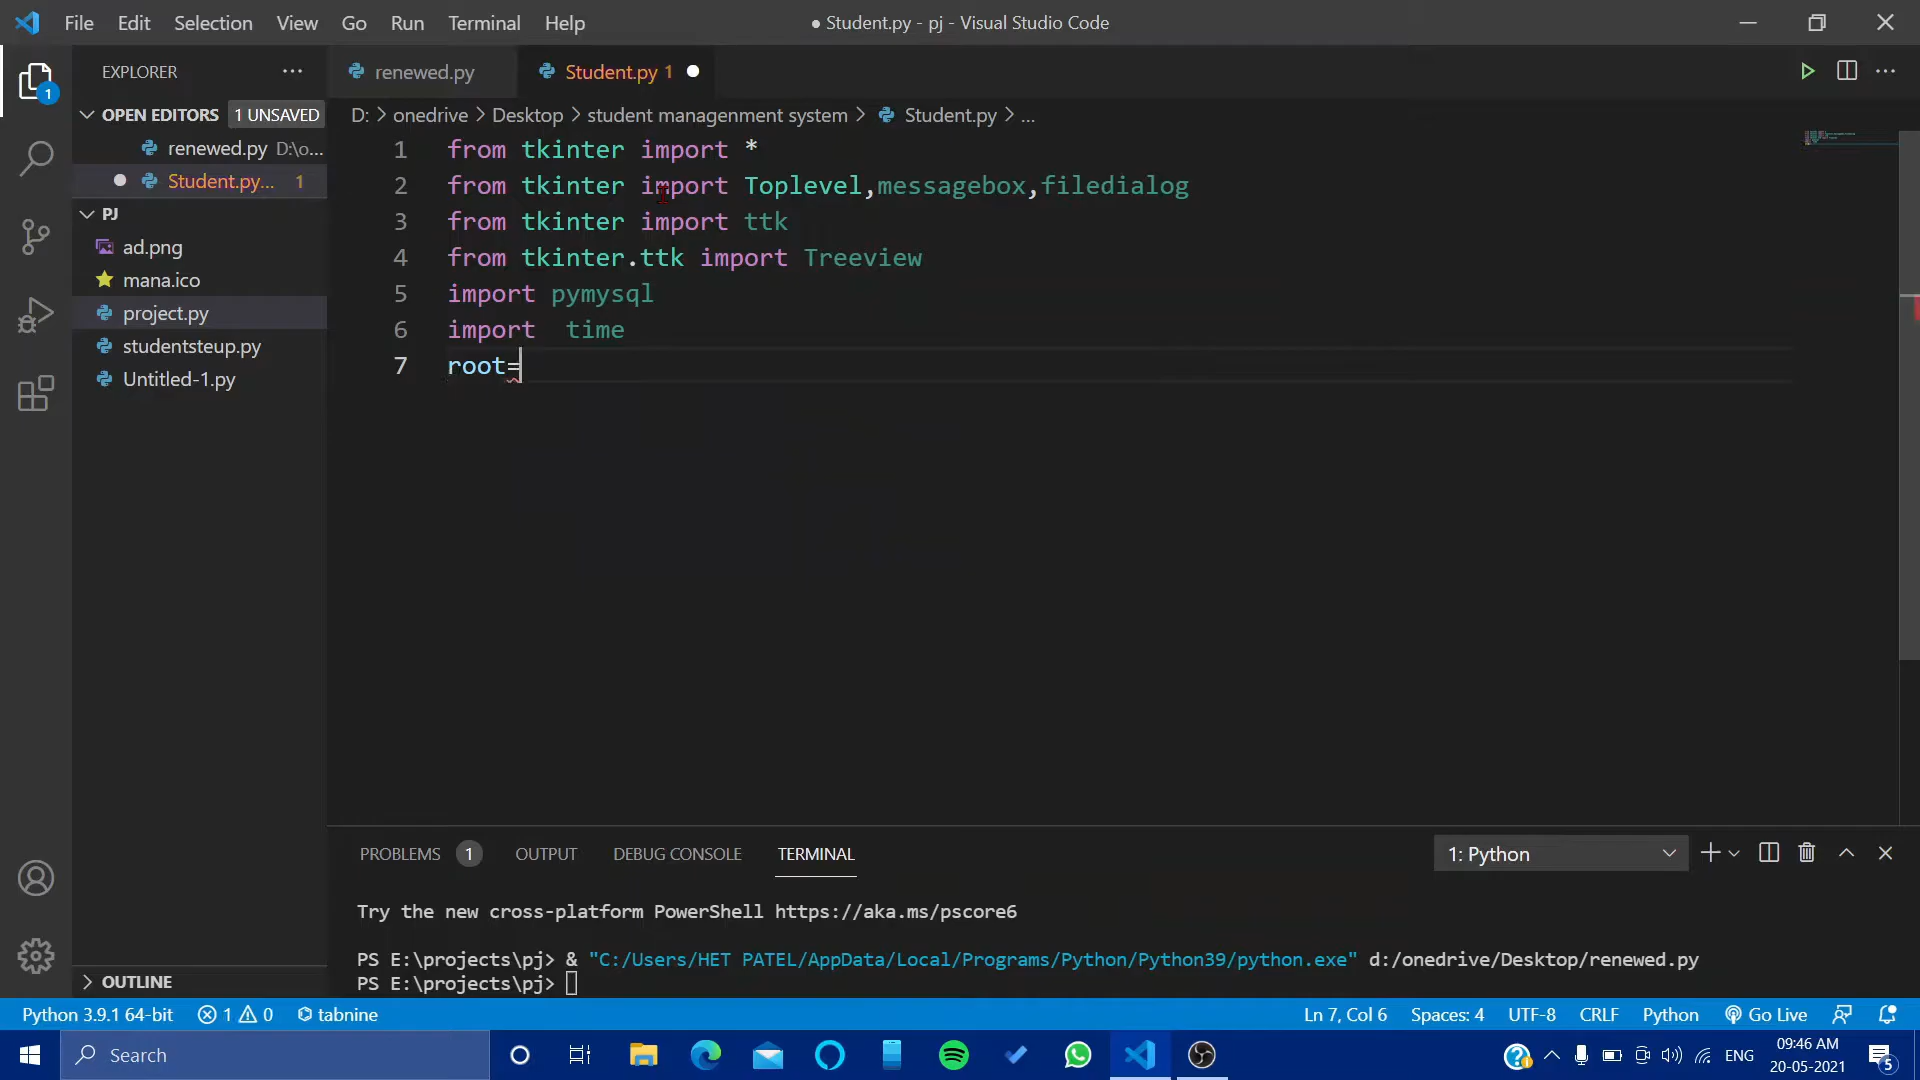 File Edit Selection View Go Run Terminal Help ● Student.py - pj - Visual Studio Code
EXPLORER ...
renewed.py Student.py 1
OPEN EDITORS 1 UNSAVED
D: > onedrive > Desktop > student managenment system > Student.py > ...
renewed.py D:\o...
Student.py... 1
PJ
ad.png
mana.ico
project.py
studentsteup.py
Untitled-1.py
OUTLINE
1
1 from tkinter import *
2 from tkinter import Toplevel,messagebox,filedialog
3 from tkinter import ttk
4 from tkinter.ttk import Treeview
5 import pymysql
6 import  time
7 root=
PROBLEMS 1 OUTPUT DEBUG CONSOLE TERMINAL 1: Python
Try the new cross-platform PowerShell https://aka.ms/pscore6
PS E:\projects\pj> & "C:/Users/HET PATEL/AppData/Local/Programs/Python/Python39/python.exe" d:/onedrive/Desktop/renewed.py
PS E:\projects\pj>
Python 3.9.1 64-bit 1 0 tabnine Ln 7, Col 6 Spaces: 4 UTF-8 CRLF Python Go Live
Search ENG 09:46 AM
20-05-2021 5